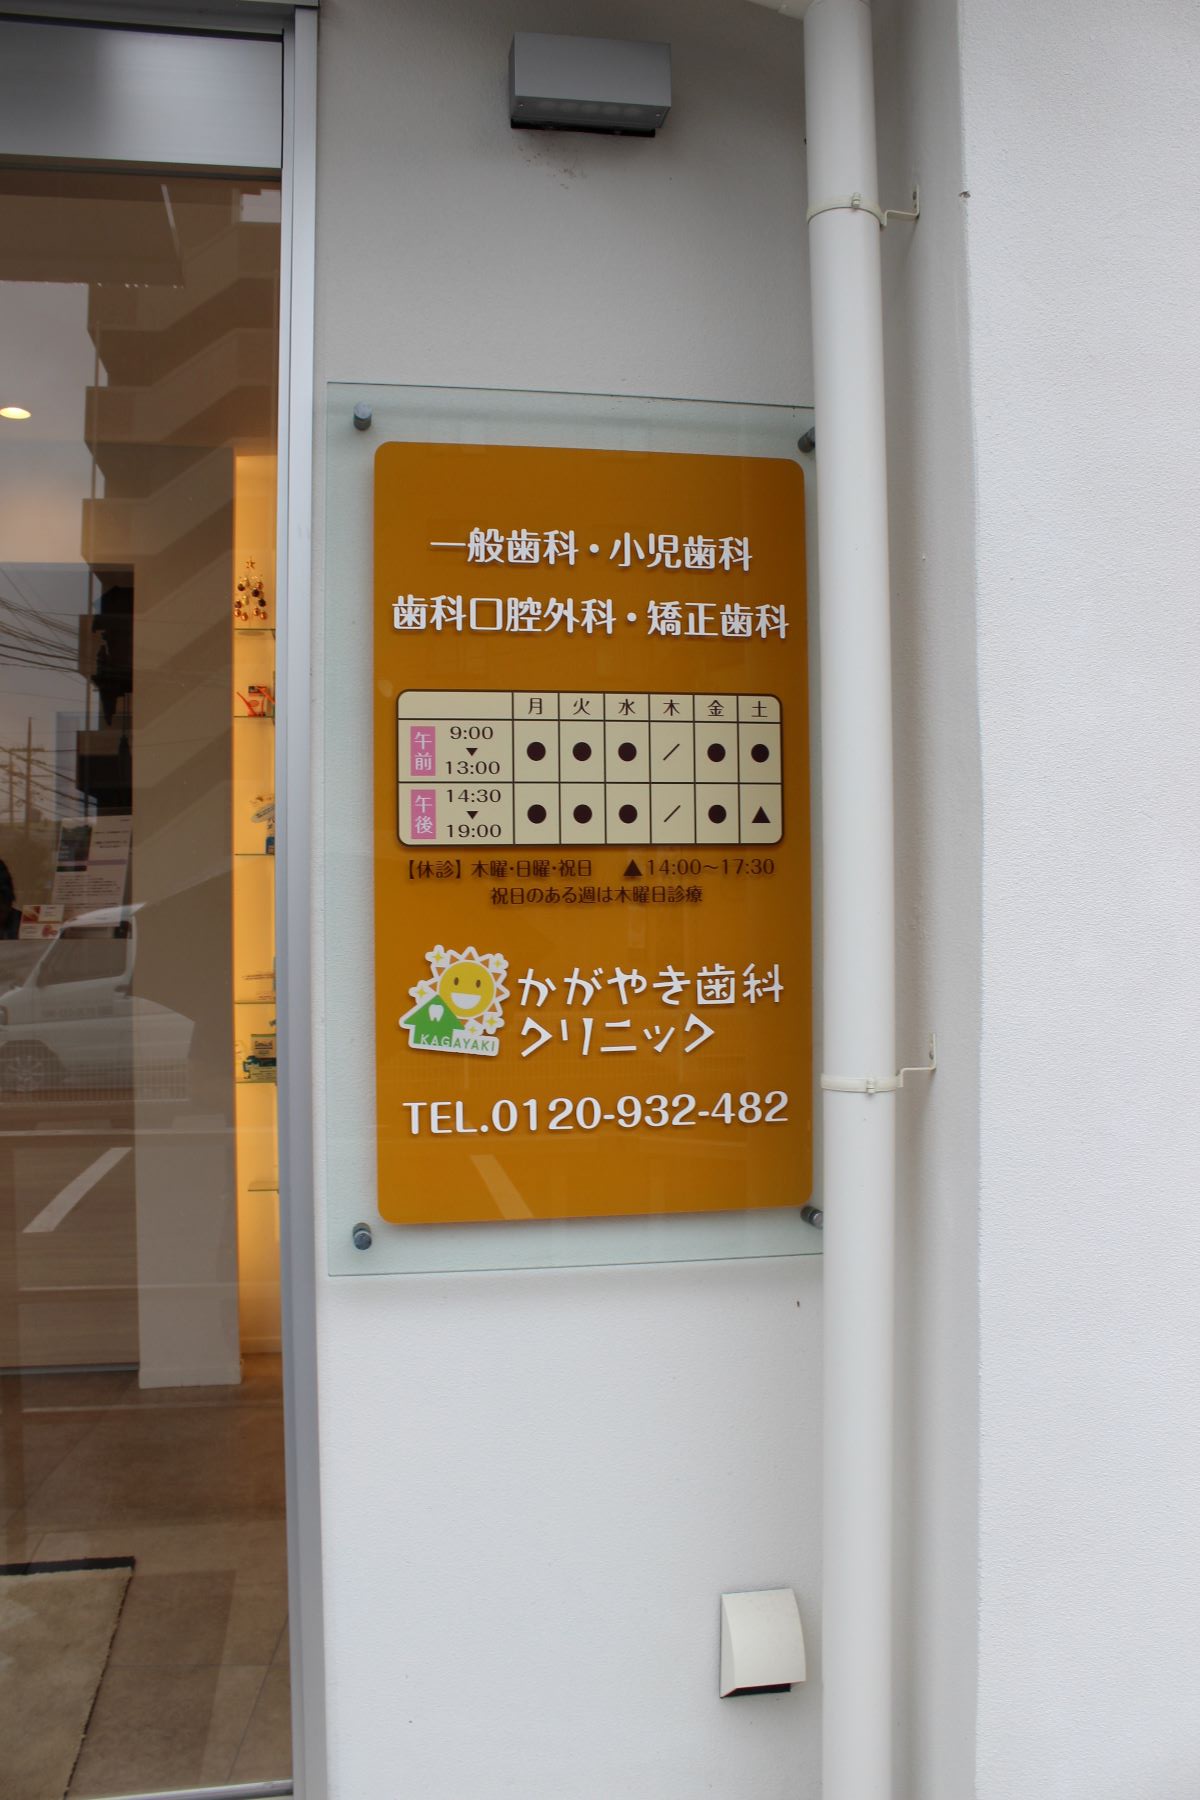 一般歯科・小児歯科
歯科口腔外科・矯正歯科
月 火 水 木 金 土
午前 9:00 ▼ 13:00 ● ● ● ／ ● ●
午後 14:30 ▼ 19:00 ● ● ● ／ ● ▲
【休診】木曜・日曜・祝日 ▲14:00〜17:30
祝日のある週は木曜日診療
かがやき歯科
クリニック
KAGAYAKI
TEL.0120-932-482